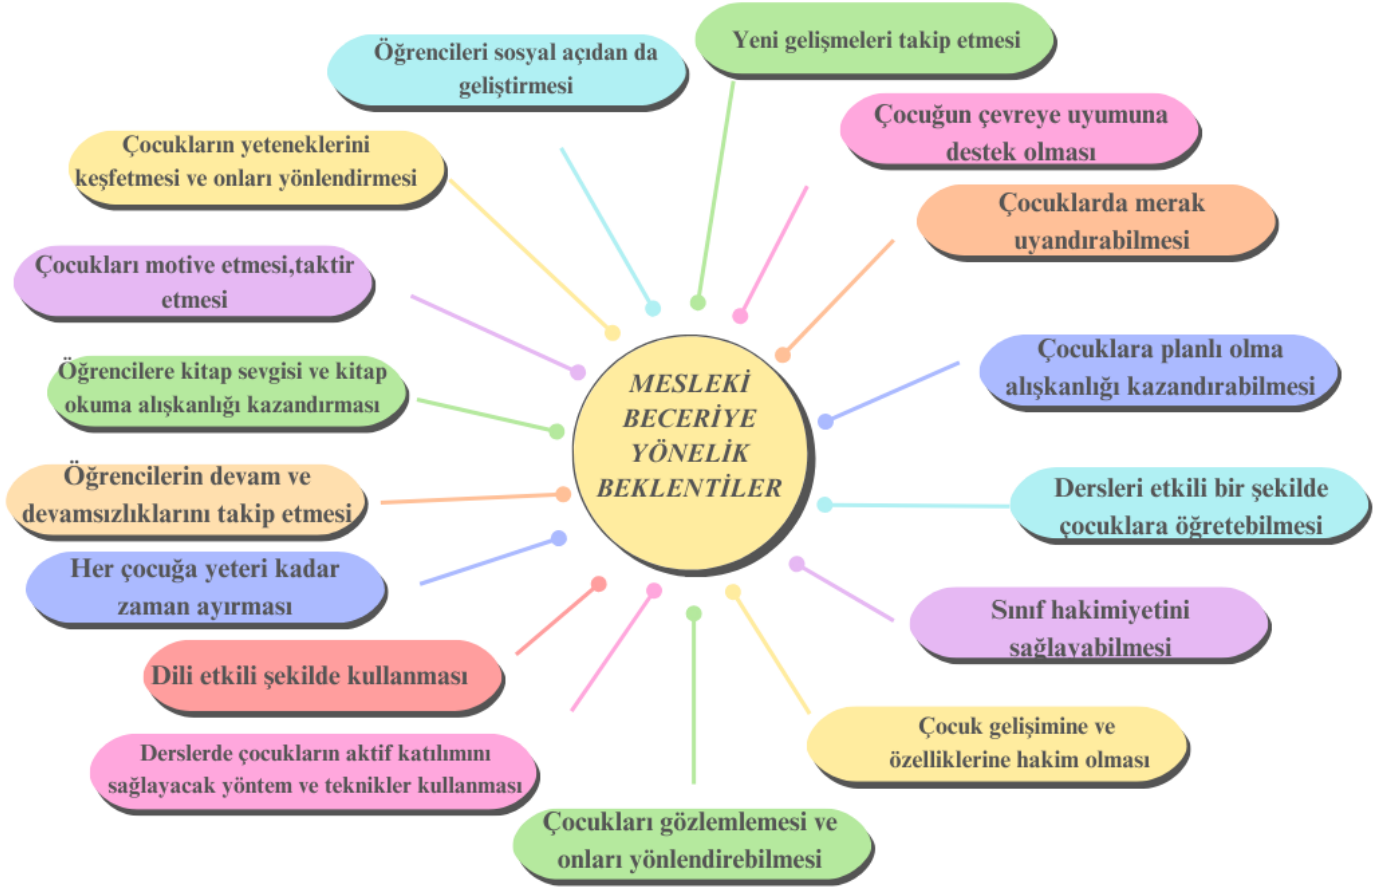 Öğrencileri sosyal açıdan da
geliştirmesi
Yeni gelişmeleri takip etmesi
Çocuğun çevreye uyumuna
destek olması
Çocukların yeteneklerini
keşfetmesi ve onları yönlendirmesi
Çocuklarda merak
uyandırabilmesi
Çocukları motive etmesi,taktir
etmesi
Çocuklara planlı olma
alışkanlığı kazandırabilmesi
Öğrencilere kitap sevgisi ve kitap
okuma alışkanlığı kazandırması
MESLEKİ
BECERİYE
YÖNELİK
BEKLENTİLER
Öğrencilerin devam ve
devamsızlıklarını takip etmesi
Dersleri etkili bir şekilde
çocuklara öğretebilmesi
Her çocuğa yeteri kadar
zaman ayırması
Sınıf hakimiyetini
sağlayabilmesi
Dili etkili şekilde kullanması
Çocuk gelişimine ve
özelliklerine hakim olması
Derslerde çocukların aktif katılımını
sağlayacak yöntem ve teknikler kullanması
Çocukları gözlemlemesi ve
onları yönlendirebilmesi